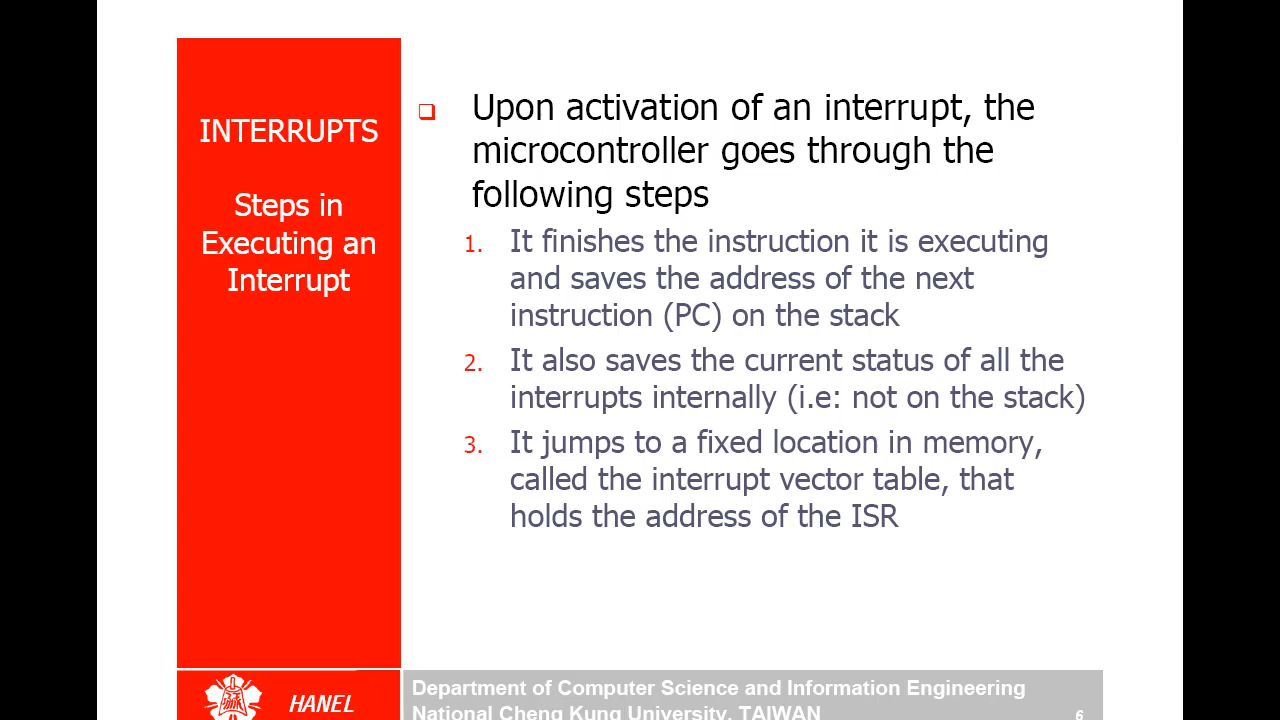 INTERRUPTS
Steps in
Executing an
Interrupt
Upon activation of an interrupt, the
microcontroller goes through the
following steps
1. It finishes the instruction it is executing
and saves the address of the next
instruction (PC) on the stack
2. It also saves the current status of all the
interrupts internally (i.e: not on the stack)
3. It jumps to a fixed location in memory,
called the interrupt vector table, that
holds the address of the ISR
HANEL
Department of Computer Science and Information Engineering
National Cheng Kung University, TAIWAN
6